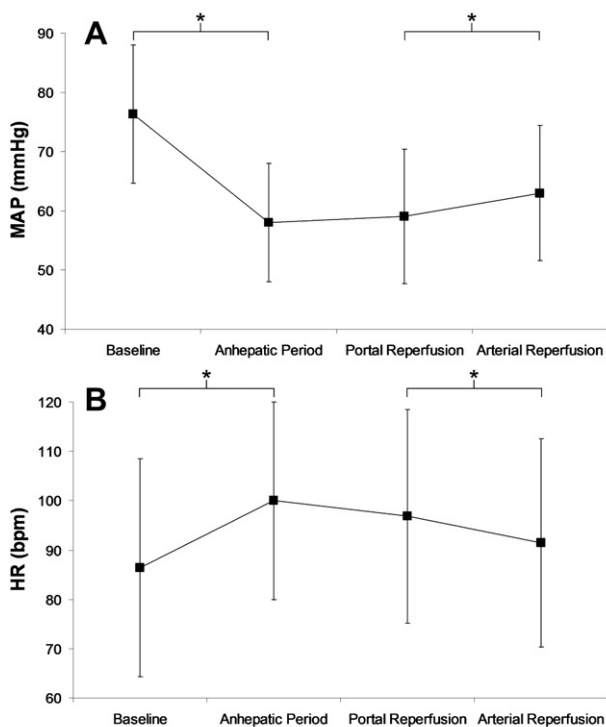 A
* *
MAP (mmHg)
90
80
70
60
50
40
Baseline Anhepatic Period Portal Reperfusion Arterial Reperfusion
B
* *
HR (bpm)
120
110
100
90
80
70
60
Baseline Anhepatic Period Portal Reperfusion Arterial Reperfusion